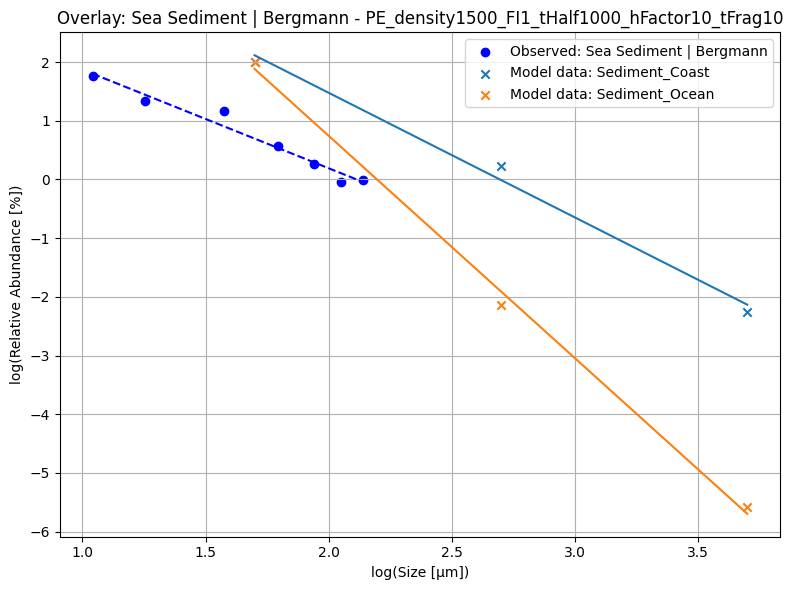 Overlay: Sea Sediment | Bergmann - PE_density1500_FI1_tHalf1000_hFactor10_tFrag10
Observed: Sea Sediment | Bergmann
Model data: Sediment_Coast
Model data: Sediment_Ocean
log(Relative Abundance [%])
2
1
0
−1
−2
−3
−4
−5
−6
1.0 1.5 2.0 2.5 3.0 3.5
log(Size [µm])